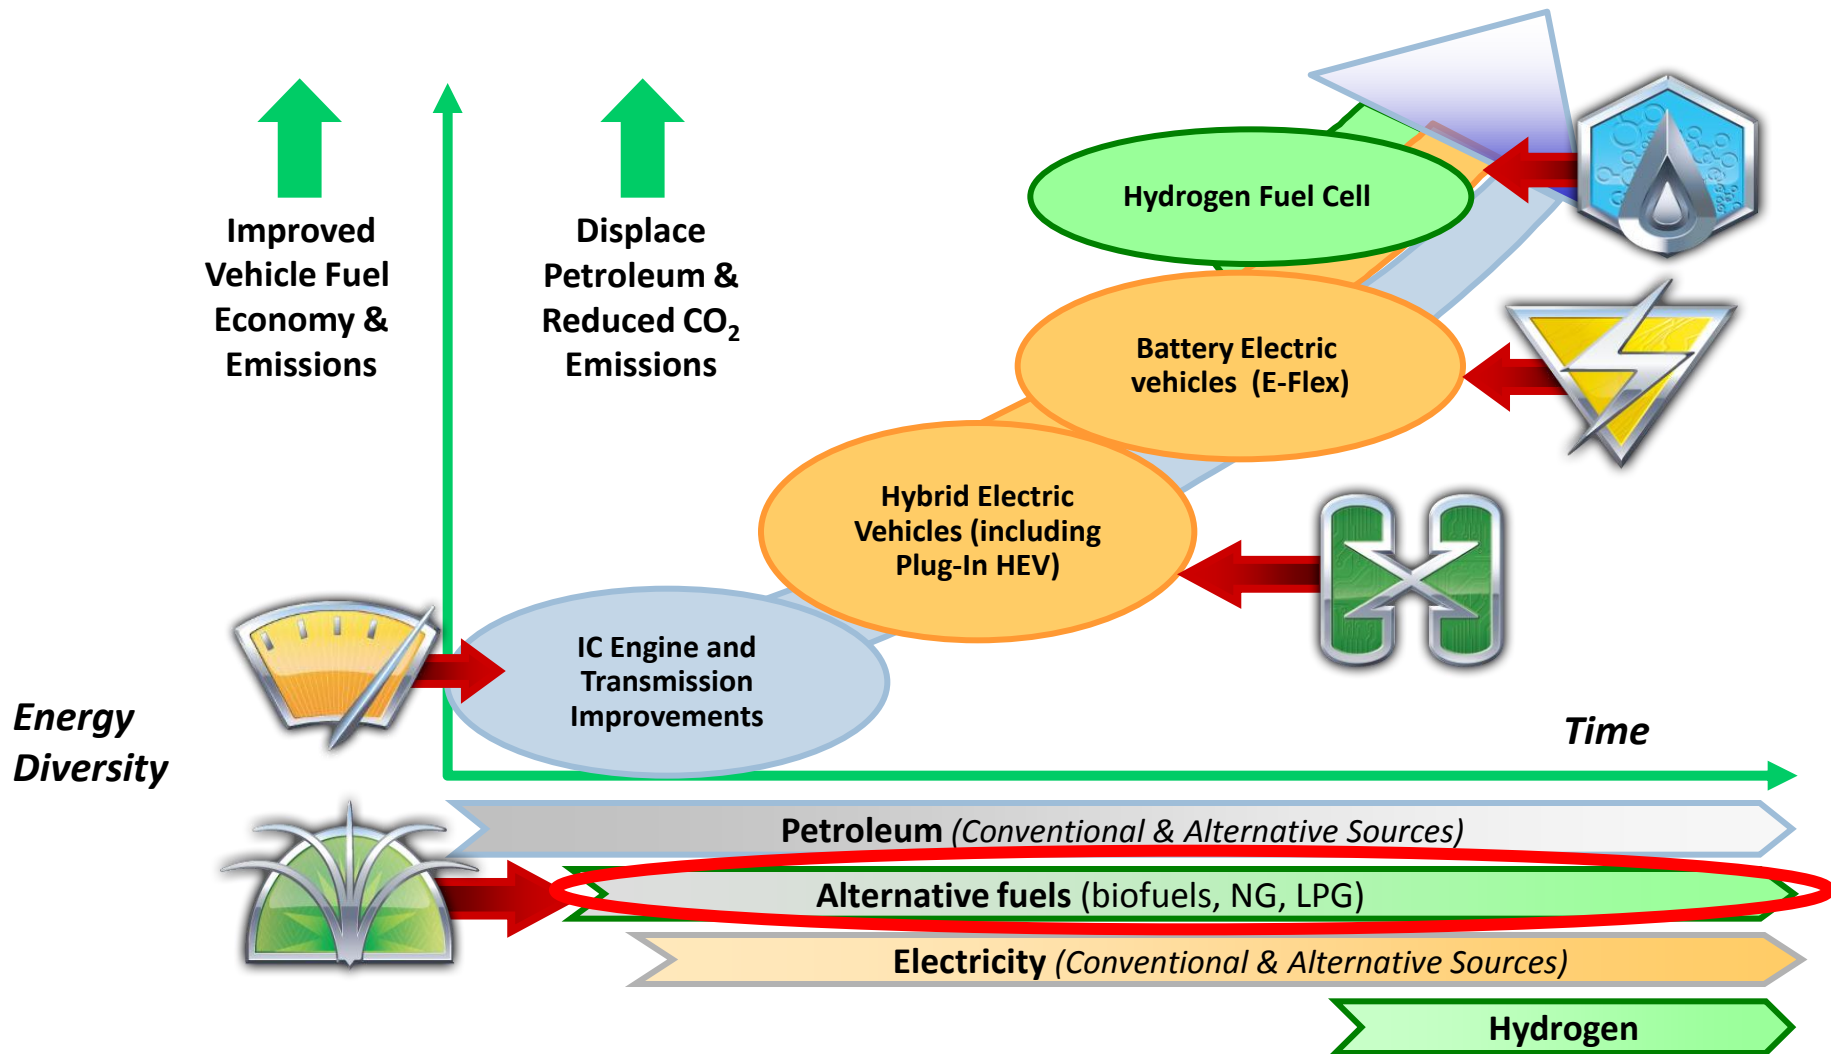 Improved
Vehicle Fuel
Economy &
Emissions
Displace
Petroleum &
Reduced CO₂
Emissions
Hydrogen Fuel Cell
Battery Electric
vehicles (E-Flex)
Hybrid Electric
Vehicles (including
Plug-In HEV)
IC Engine and
Transmission
Improvements
Energy
Diversity
Time
Petroleum (Conventional & Alternative Sources)
Alternative fuels (biofuels, NG, LPG)
Electricity (Conventional & Alternative Sources)
Hydrogen